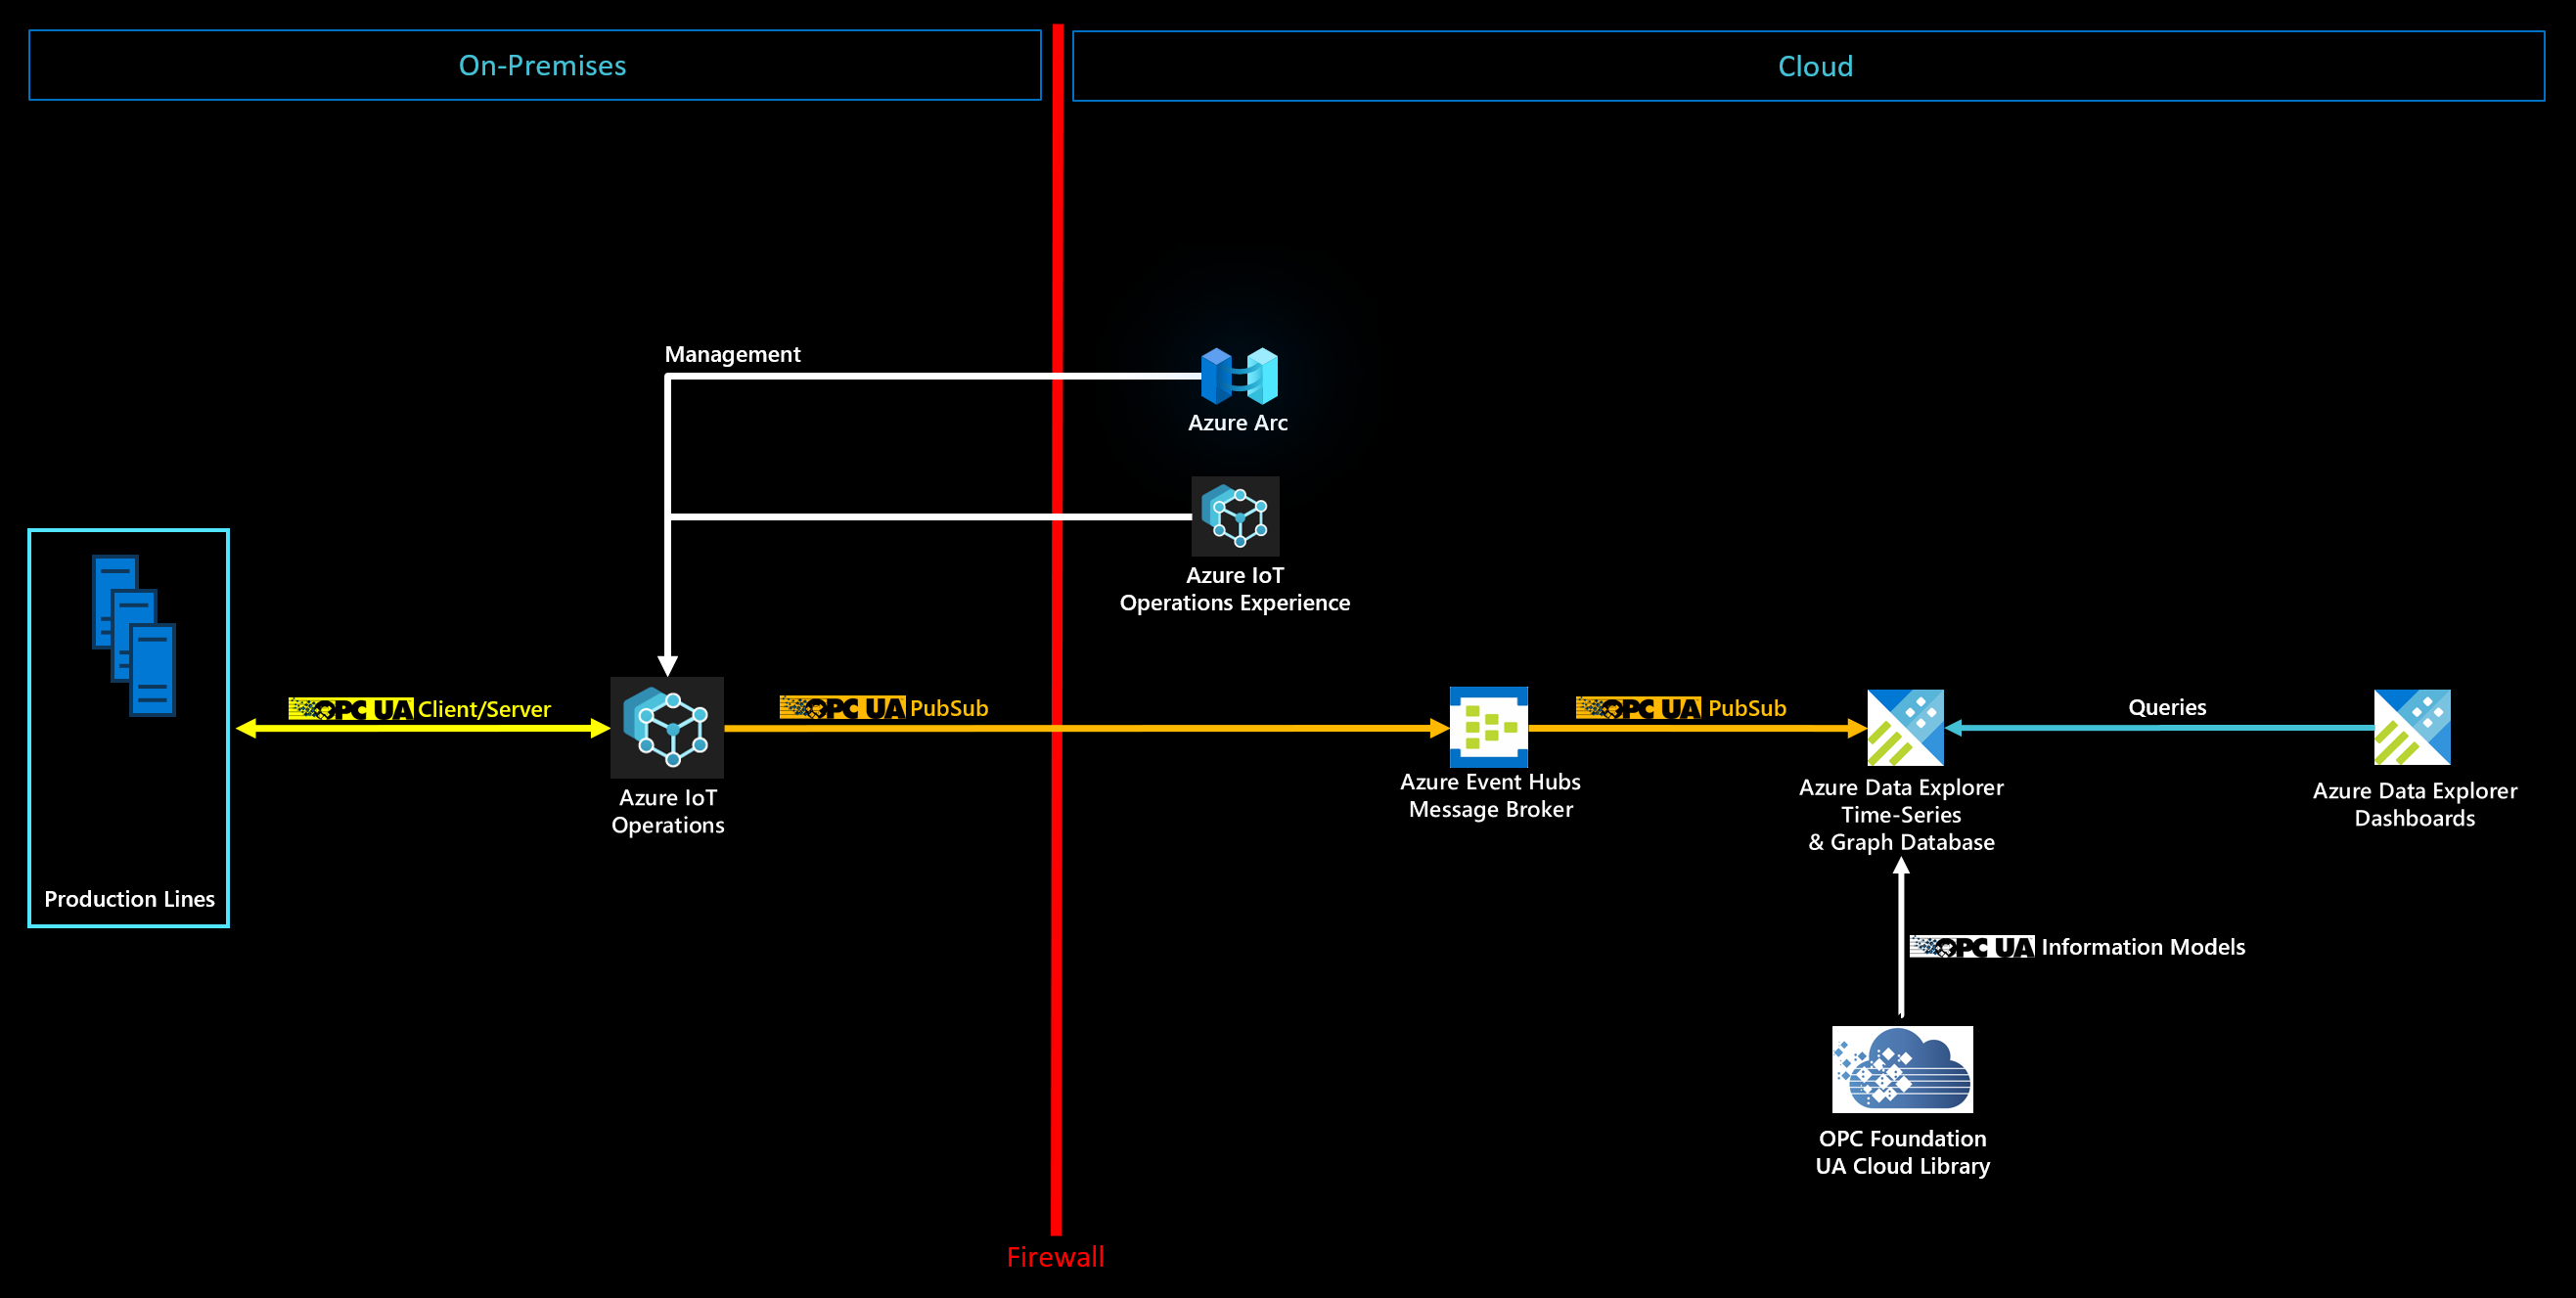 On-Premises
Cloud
Management
Azure Arc
Azure IoT
Operations Experience
OPC UA Client/Server
OPC UA PubSub
OPC UA PubSub
Queries
Azure IoT
Operations
Azure Event Hubs
Message Broker
Azure Data Explorer
Time-Series
& Graph Database
Azure Data Explorer
Dashboards
Production Lines
OPC UA Information Models
OPC Foundation
UA Cloud Library
Firewall